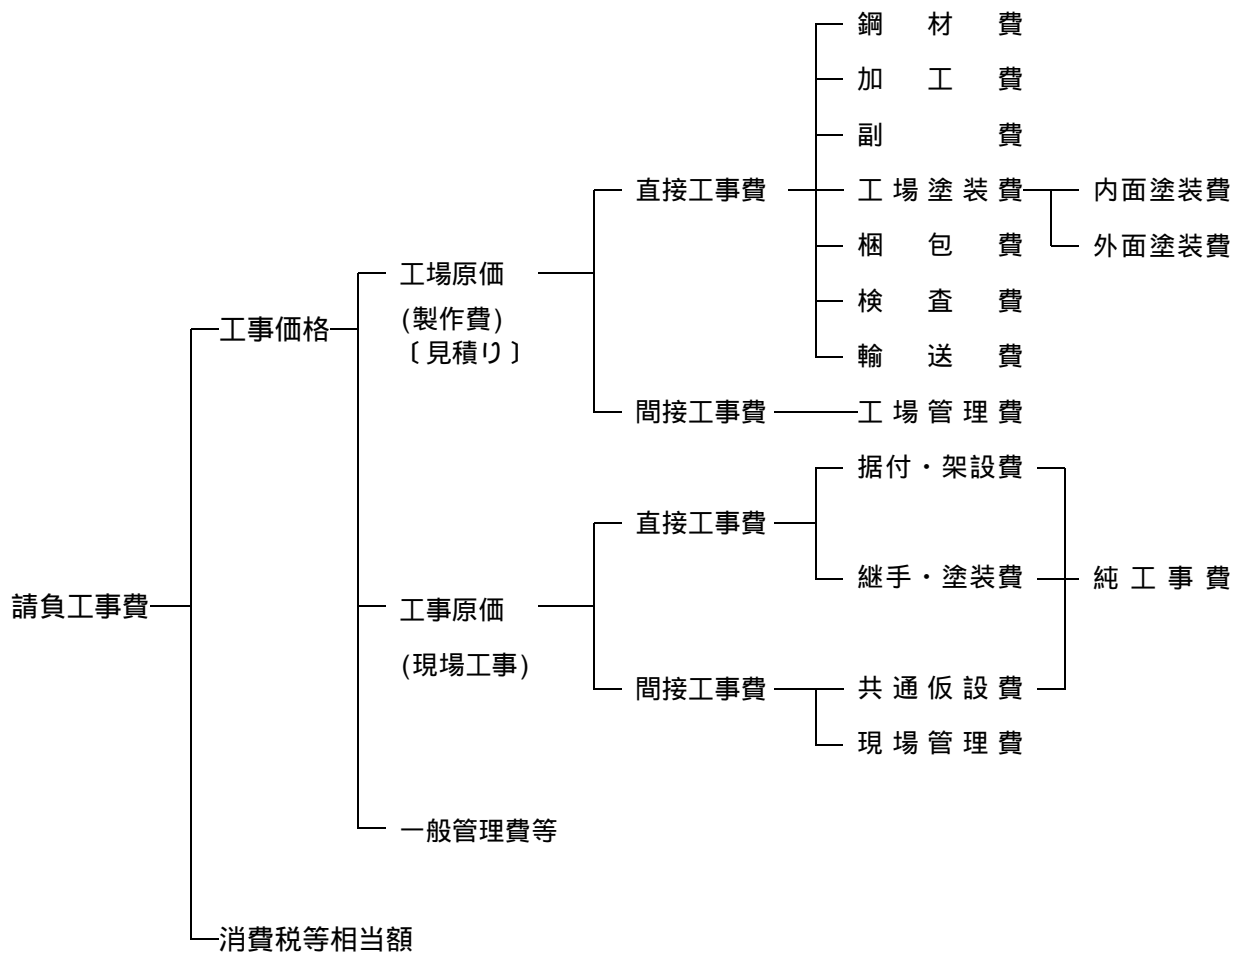 鋼材費
加工費
副費
直接工事費 工場塗装費 内面塗装費
梱包費 外面塗装費
工場原価
検査費
(製作費)
工事価格
〔見積り〕 輸送費
間接工事費 工場管理費
据付・架設費
直接工事費
継手・塗装費 純工事費
請負工事費 工事原価
(現場工事)
間接工事費 共通仮設費
現場管理費
一般管理費等
消費税等相当額